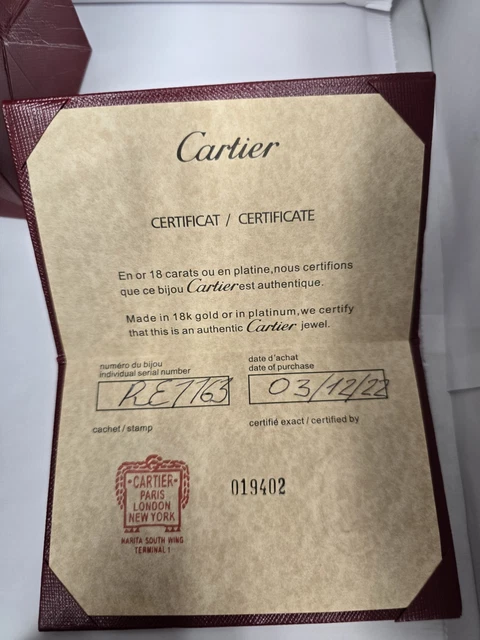 Cartier
CERTIFICAT / CERTIFICATE
En or 18 carats ou en platine,nous certifions
que ce bijou Cartier est authentique.
Made in 18k gold or in platinum,we certify
that this is an authentic Cartier jewel.
numéro du bijou
individual serial number
RE7763
date d'achat
date of purchase
03/12/22
cachet / stamp
certifié exact / certified by
CARTIER
PARIS
LONDON
NEW YORK
NARITA SOUTH WING
TERMINAL 1
019402